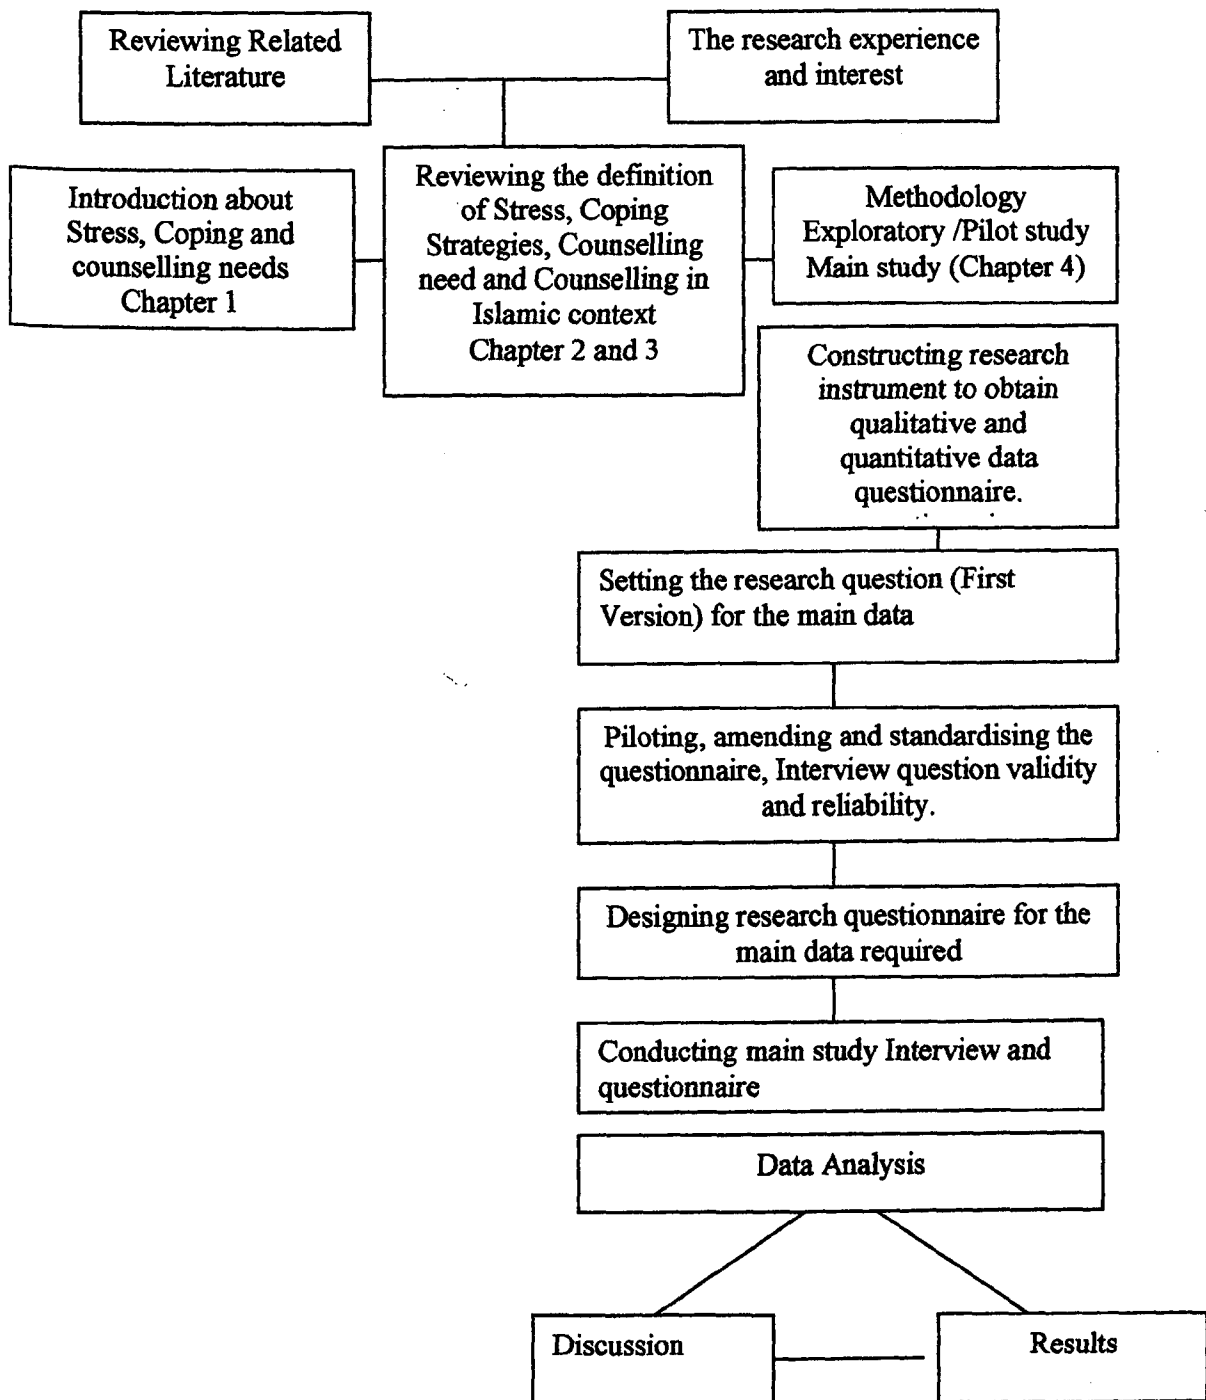 Reviewing Related
Literature
The research experience
and interest
Introduction about
Stress, Coping and
counselling needs
Chapter 1
Reviewing the definition
of Stress, Coping
Strategies, Counselling
need and Counselling in
Islamic context
Chapter 2 and 3
Methodology
Exploratory /Pilot study
Main study (Chapter 4)
Constructing research
instrument to obtain
qualitative and
quantitative data
questionnaire.
Setting the research question (First
Version) for the main data
Piloting, amending and standardising the
questionnaire, Interview question validity
and reliability.
Designing research questionnaire for the
main data required
Conducting main study Interview and
questionnaire
Data Analysis
Discussion
Results